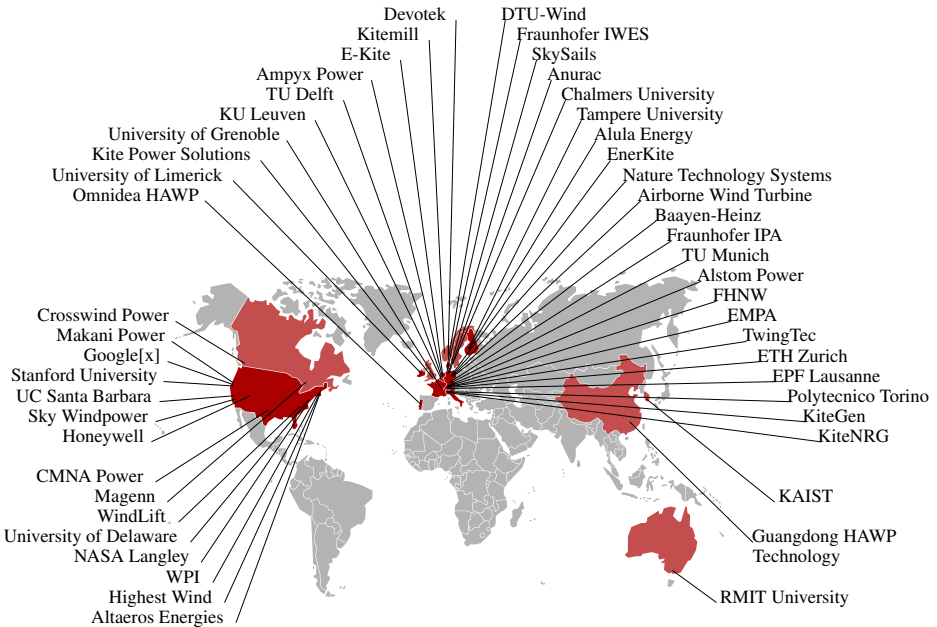 Devotek
Kitemill
E-Kite
Ampyx Power
TU Delft
KU Leuven
University of Grenoble
Kite Power Solutions
University of Limerick
Omnidea HAWP
DTU-Wind
Fraunhofer IWES
SkySails
Anurac
Chalmers University
Tampere University
Alula Energy
EnerKite
Nature Technology Systems
Airborne Wind Turbine
Baayen-Heinz
Fraunhofer IPA
TU Munich
Alstom Power
FHNW
EMPA
TwingTec
ETH Zurich
EPF Lausanne
Polytecnico Torino
KiteGen
KiteNRG
Crosswind Power
Makani Power
Google[x]
Stanford University
UC Santa Barbara
Sky Windpower
Honeywell
CMNA Power
Magenn
WindLift
University of Delaware
NASA Langley
WPI
Highest Wind
Altaeros Energies
KAIST
Guangdong HAWP
Technology
RMIT University